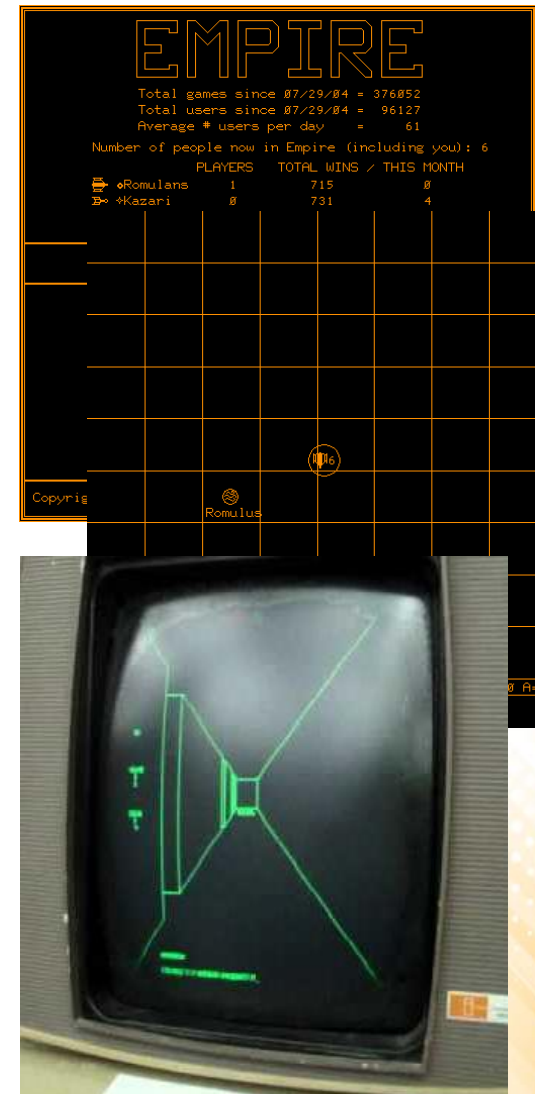 EMPIRE
Total games since 07/29/04 = 376052
Total users since 07/29/04 = 96127
Average # users per day = 61
Number of people now in Empire (including you): 6
PLAYERS TOTAL WINS / THIS MONTH
Romulans 1 715 0
Kazari 0 731 4
6
Romulus